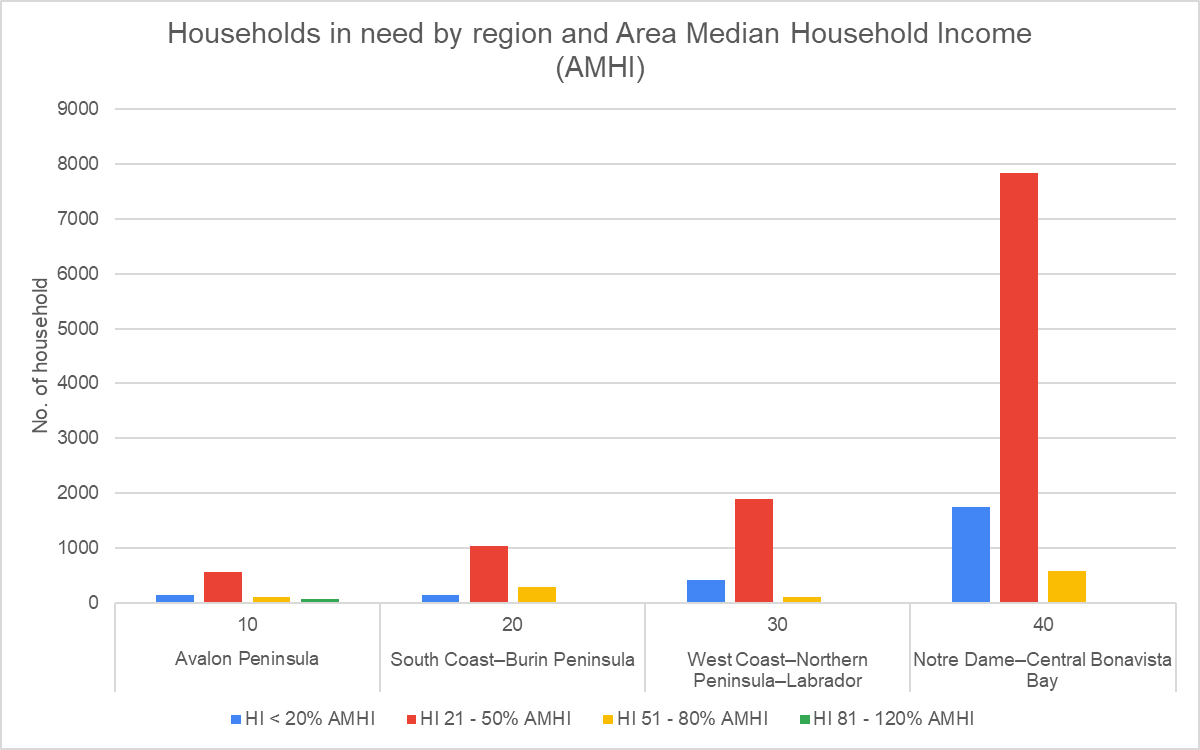 Households in need by region and Area Median Household Income
(AMHI)
No. of household
9000
8000
7000
6000
5000
4000
3000
2000
1000
0
10 20 30 40
Avalon Peninsula South Coast–Burin Peninsula West Coast–Northern Notre Dame–Central Bonavista
Peninsula–Labrador Bay
HI < 20% AMHI HI 21 - 50% AMHI HI 51 - 80% AMHI HI 81 - 120% AMHI